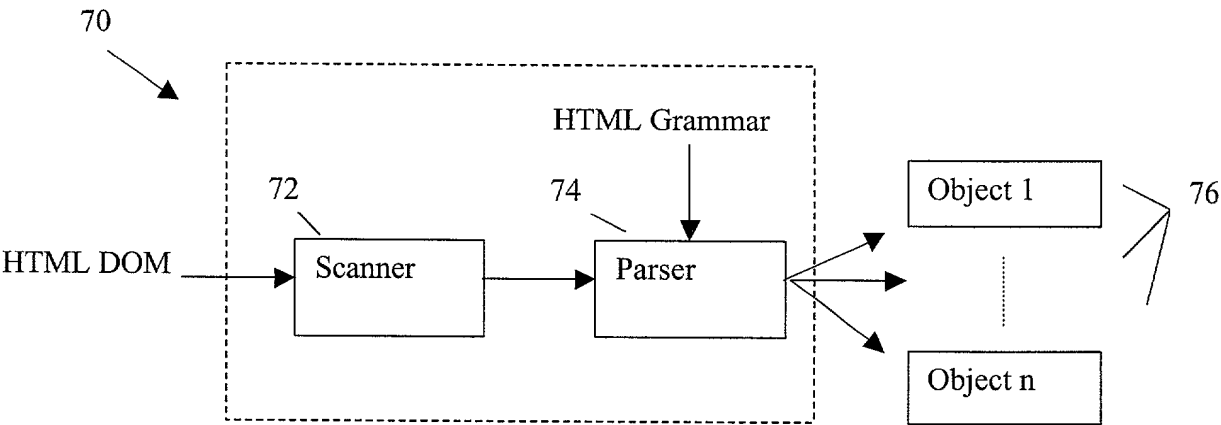 70
HTML Grammar
72
74
Object 1
76
HTML DOM
Scanner
Parser
Object n